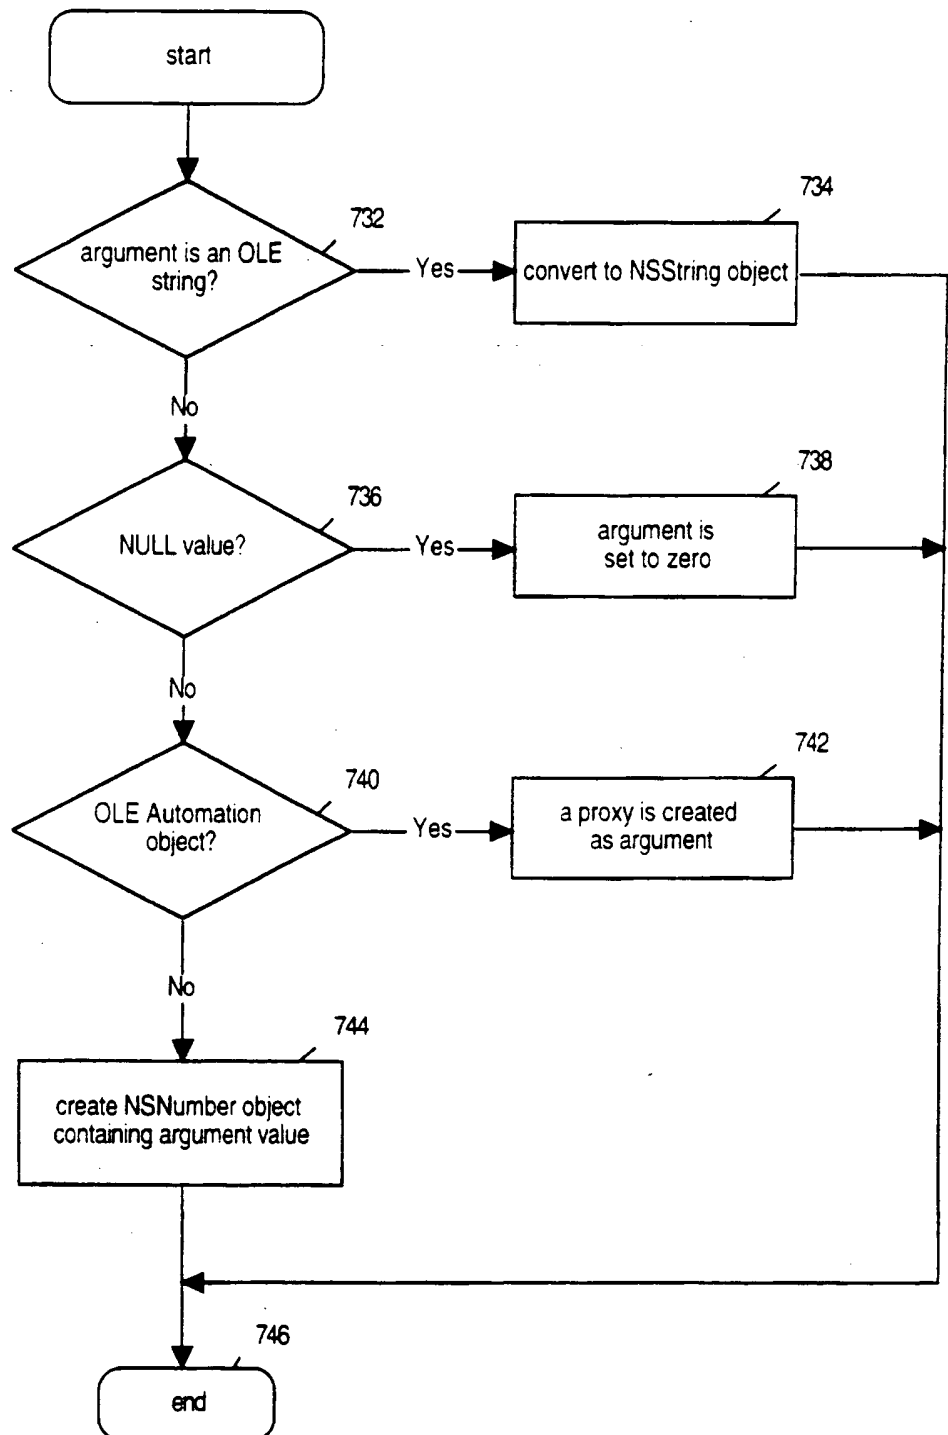 start
732
argument is an OLE
string?
Yes
734
convert to NSString object
No
736
NULL value?
Yes
738
argument is
set to zero
No
740
OLE Automation
object?
Yes
742
a proxy is created
as argument
No
744
create NSNumber object
containing argument value
746
end